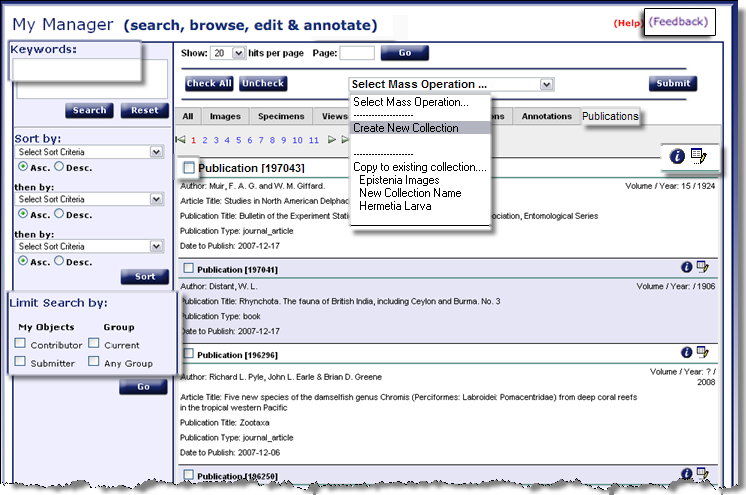 My Manager (search, browse, edit & annotate)
(Help) (Feedback)
Keywords:
Search Reset
Sort by:
Select Sort Criteria
Asc. Desc.
then by:
Select Sort Criteria
Asc. Desc.
then by:
Select Sort Criteria
Asc. Desc.
Sort
Limit Search by:
My Objects Group
Contributor Current
Submitter Any Group
Go
Show: 20 hits per page Page: Go
Check All UnCheck Select Mass Operation ... Submit
Select Mass Operation...
--------------------
Create New Collection
--------------------
Copy to existing collection....
Epistenia Images
New Collection Name
Hermetia Larva
All Images Specimens Views ons Annotations Publications
1 2 3 4 5 6 7 8 9 10 11
Publication [197043]
Author: Muir, F. A. G. and W. M. Giffard. Volume / Year: 15 / 1924
Article Title: Studies in North American Delphac
Publication Title: Bulletin of the Experiment Stati ssociation, Entomological Series
Publication Type: journal_article
Date to Publish: 2007-12-17
Publication [197041]
Author: Distant, W. L. Volume / Year: / 1906
Publication Title: Rhynchota. The fauna of British India, including Ceylon and Burma. No. 3
Publication Type: book
Date to Publish: 2007-12-17
Publication [196296]
Author: Richard L. Pyle, John L. Earle & Brian D. Greene Volume / Year: ? /
2008
Article Title: Five new species of the damselfish genus Chromis (Perciformes: Labroidei: Pomacentridae) from deep coral reefs
in the tropical western Pacific
Publication Title: Zootaxa
Publication Type: journal_article
Date to Publish: 2007-12-06
Publication [196250]